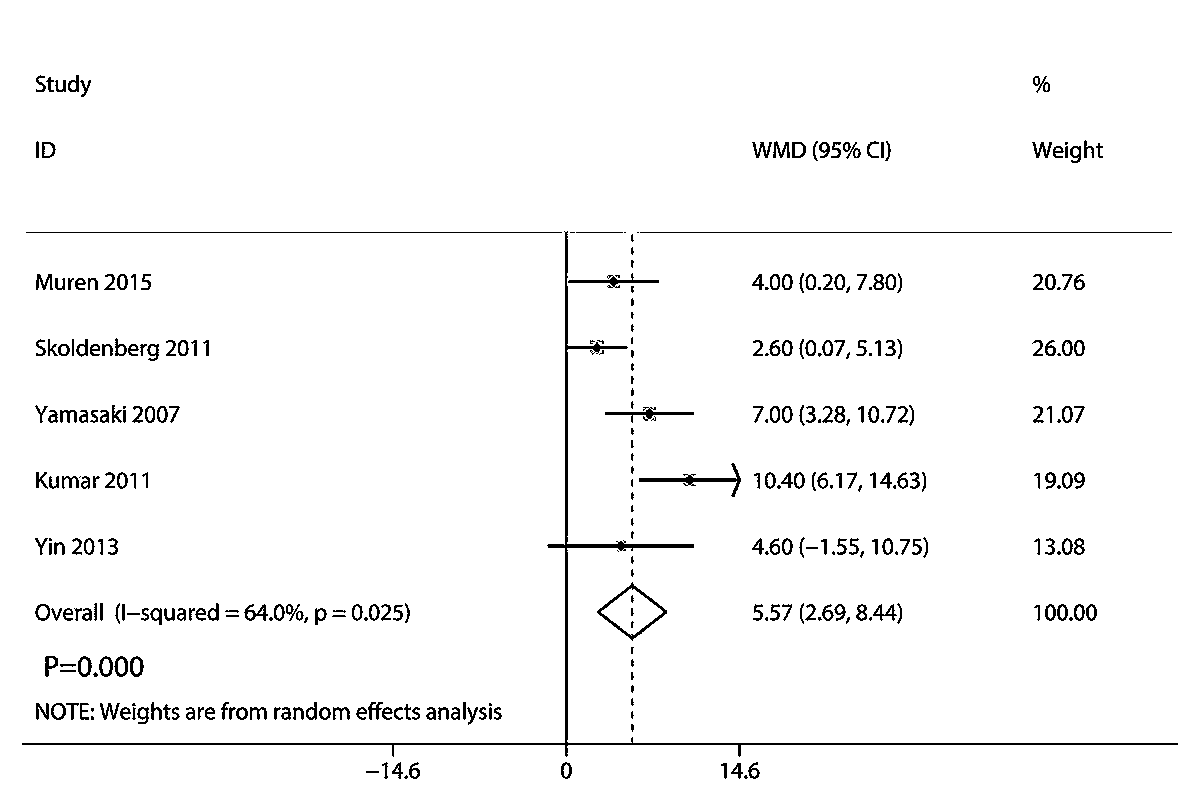 Study %
ID WMD (95% CI) Weight
Muren 2015 4.00 (0.20, 7.80) 20.76
Skoldenberg 2011 2.60 (0.07, 5.13) 26.00
Yamasaki 2007 7.00 (3.28, 10.72) 21.07
Kumar 2011 10.40 (6.17, 14.63) 19.09
Yin 2013 4.60 (−1.55, 10.75) 13.08
Overall (I−squared = 64.0%, p = 0.025) 5.57 (2.69, 8.44) 100.00
P=0.000
NOTE: Weights are from random effects analysis
−14.6 0 14.6